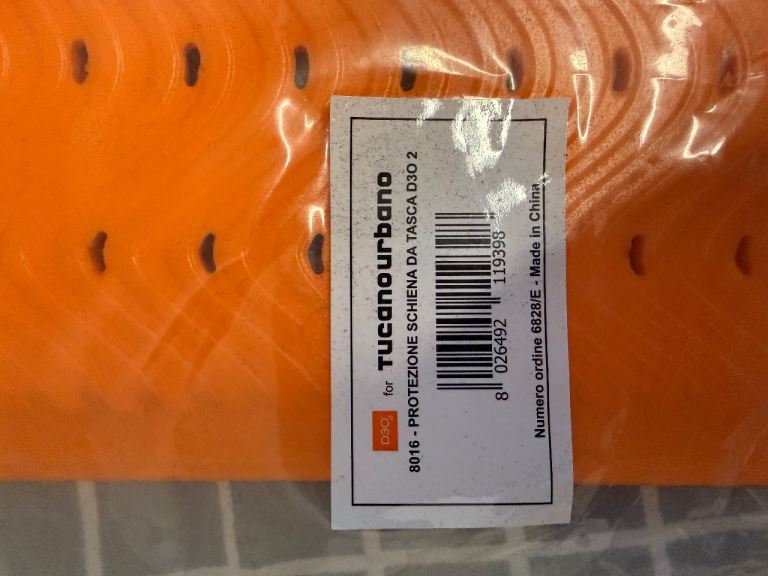 D3O for Tucanourbano
8016 - PROTEZIONE SCHIENA DA TASCA D3O 2
8 026492 119398
Numero ordine 6828/E - Made in China